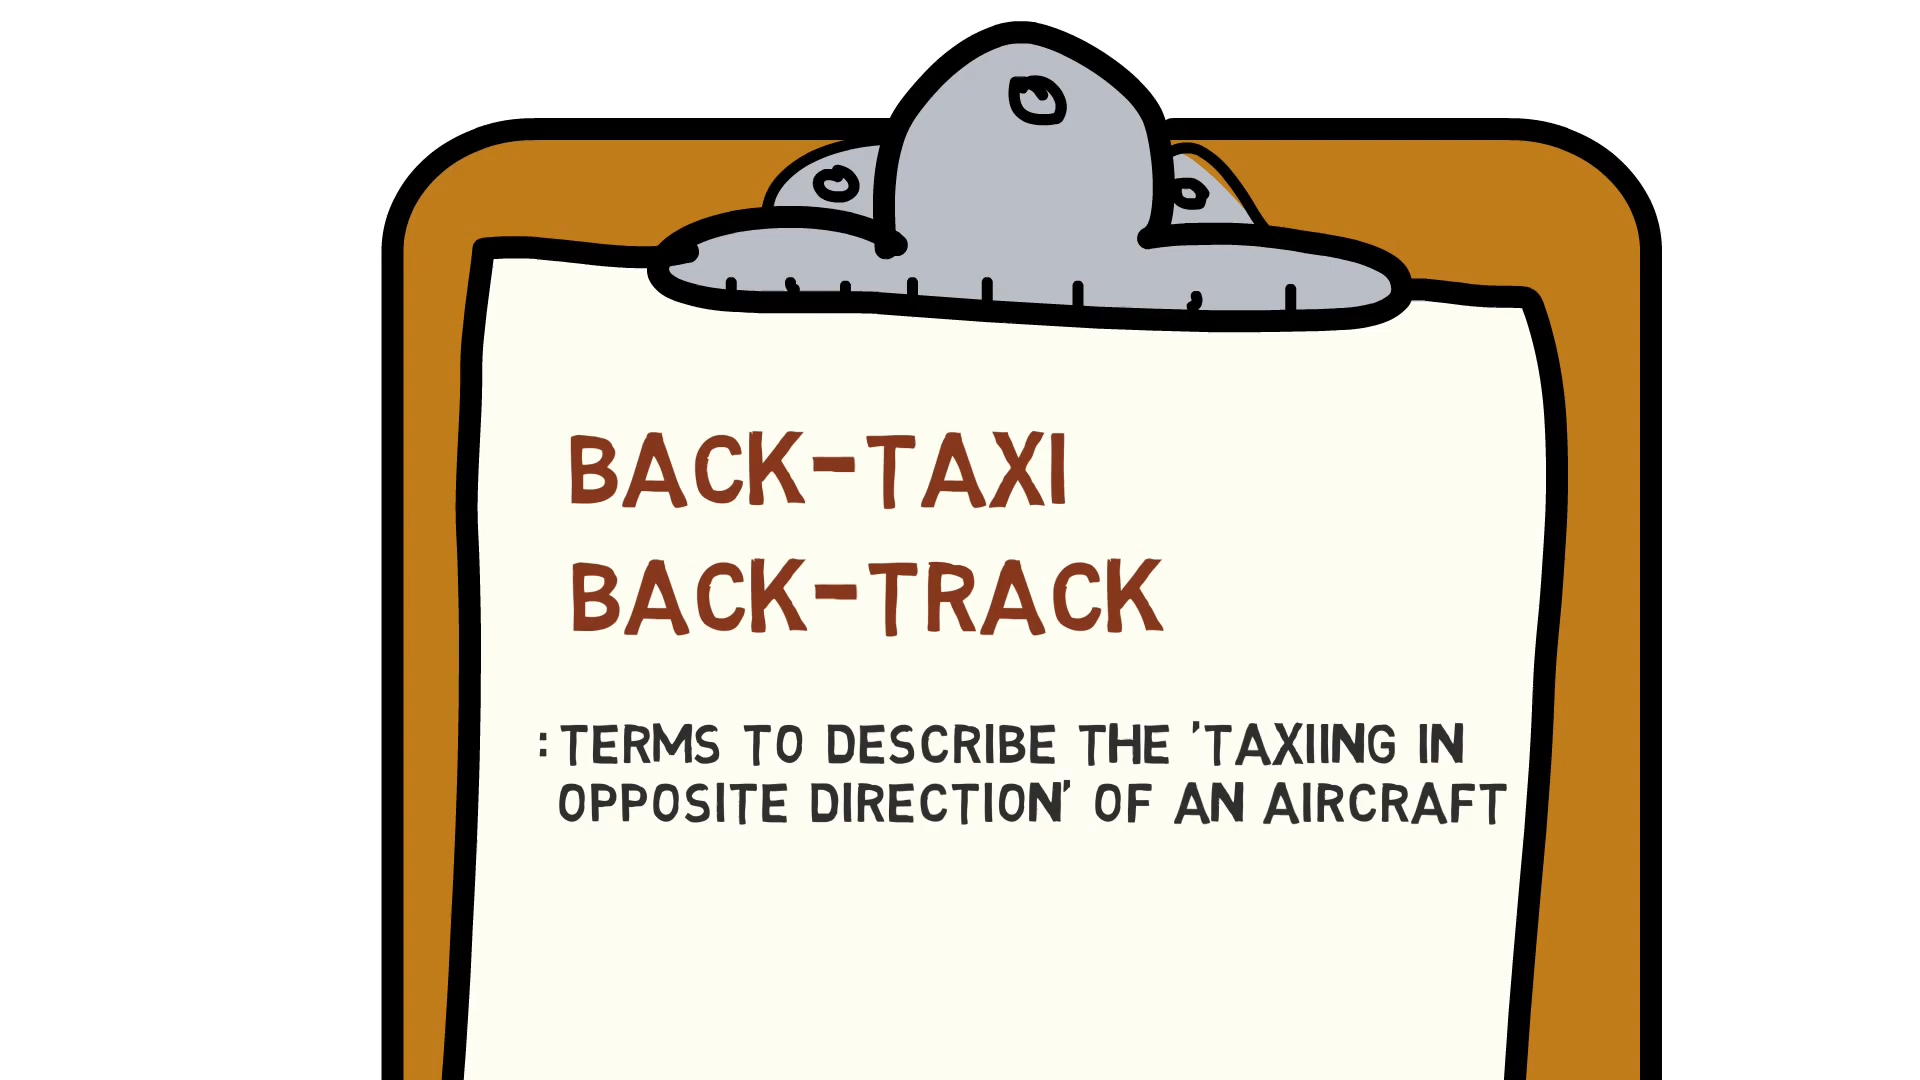 BACK-TAXI
BACK-TRACK
: TERMS TO DESCRIBE THE 'TAXIING IN
OPPOSITE DIRECTION' OF AN AIRCRAFT